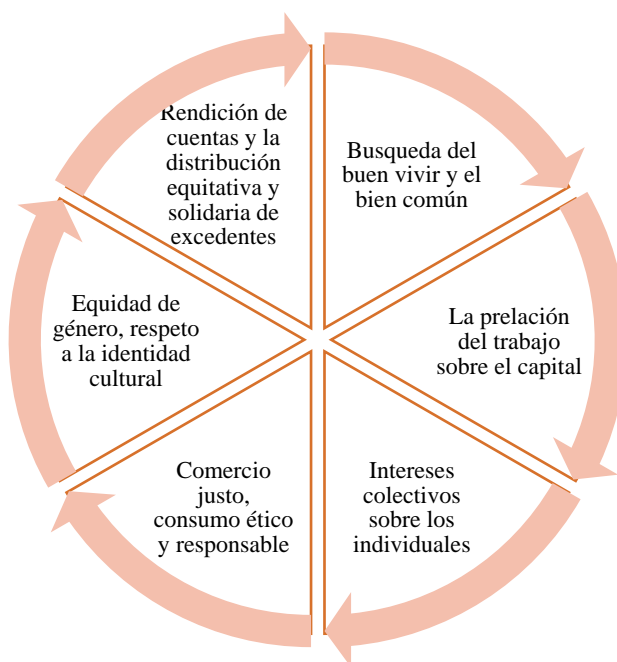 Busqueda del
buen vivir y el
bien común
La prelación
del trabajo
sobre el capital
Intereses
colectivos
sobre los
individuales
Comercio
justo,
consumo ético
y responsable
Equidad de
género, respeto
a la identidad
cultural
Rendición de
cuentas y la
distribución
equitativa y
solidaria de
excedentes